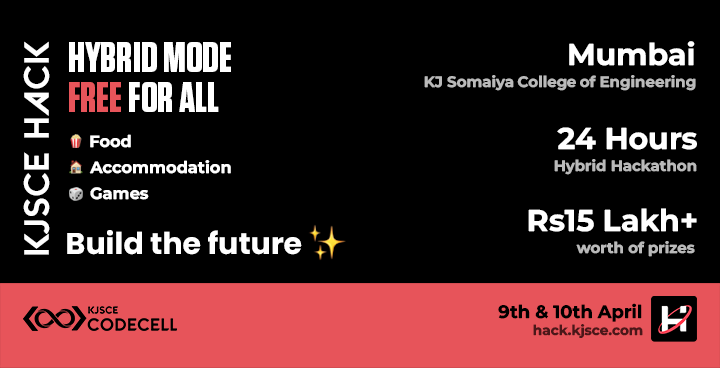 KJSCE HACK
HYBRID MODE
FREE FOR ALL
Food
Accommodation
Games
Build the future
Mumbai
KJ Somaiya College of Engineering
24 Hours
Hybrid Hackathon
Rs15 Lakh+
worth of prizes
KJSCE
CODECELL
9th & 10th April
hack.kjsce.com
H